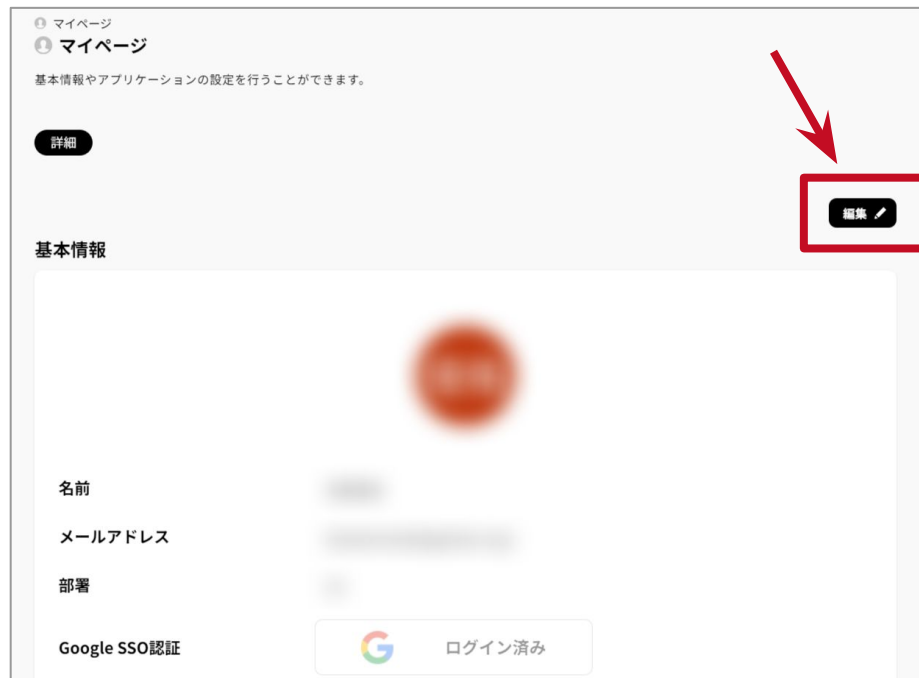 マイページ
マイページ
基本情報やアプリケーションの設定を行うことができます。
詳細
編集
基本情報
名前
メールアドレス
部署
Google SSO認証
ログイン済み